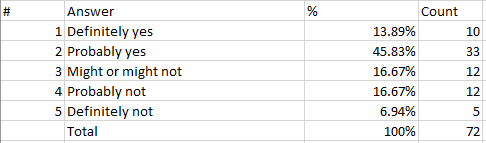 # Answer % Count
1 Definitely yes 13.89% 10
2 Probably yes 45.83% 33
3 Might or might not 16.67% 12
4 Probably not 16.67% 12
5 Definitely not 6.94% 5
Total 100% 72